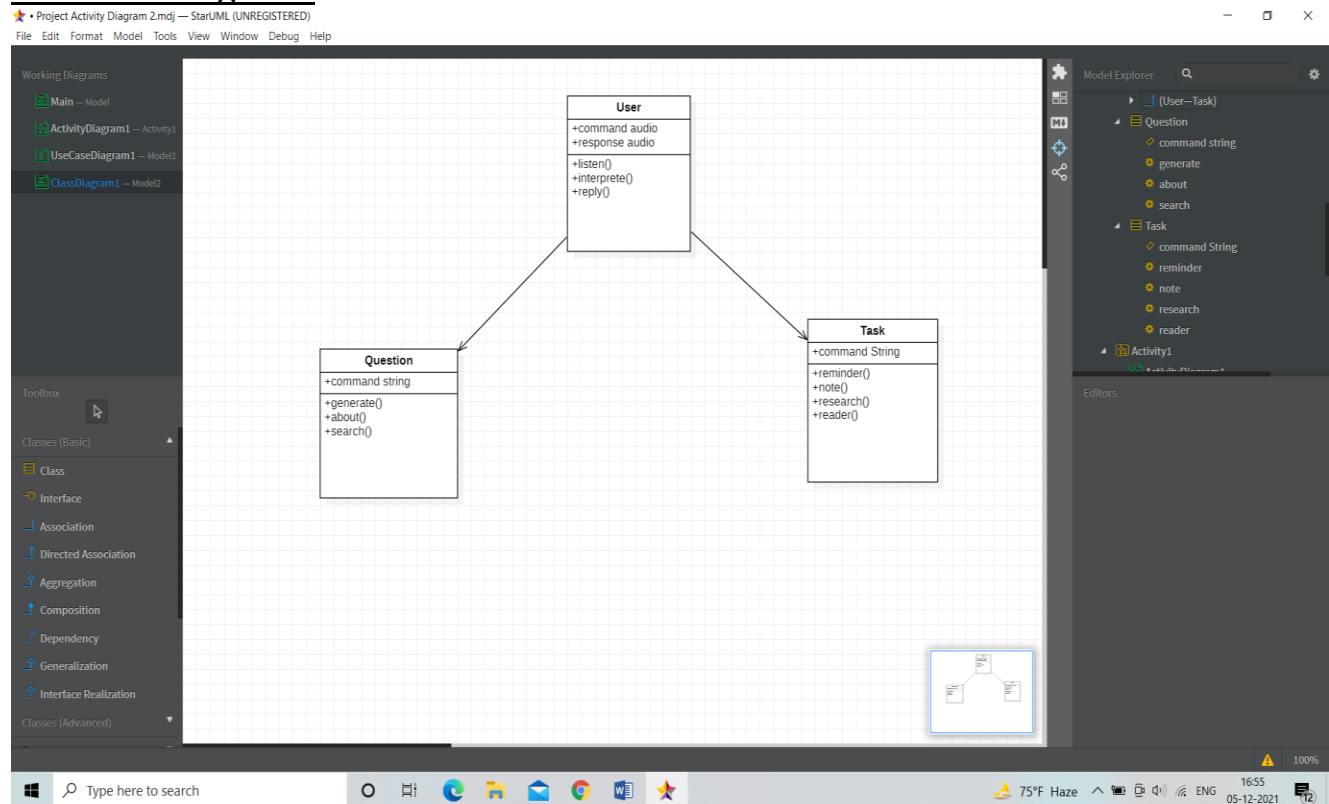 • Project Activity Diagram 2.mdj — StarUML (UNREGISTERED)
File Edit Format Model Tools View Window Debug Help
Working Diagrams
Main — Model
ActivityDiagram1 — Activity1
UseCaseDiagram1 — Model1
ClassDiagram1 — Model2
Toolbox
Classes (Basic)
Class
Interface
Association
Directed Association
Aggregation
Composition
Dependency
Generalization
Interface Realization
Classes (Advanced)
User
+command audio
+response audio
+listen()
+interprete()
+reply()
Question
+command string
+generate()
+about()
+search()
Task
+command String
+reminder()
+note()
+research()
+reader()
Model Explorer
(User—Task)
Question
command string
generate
about
search
Task
command String
reminder
note
research
reader
Activity1
ActivityDiagram1
Editors
100%
Type here to search
75°F Haze
ENG
16:55
05-12-2021
12